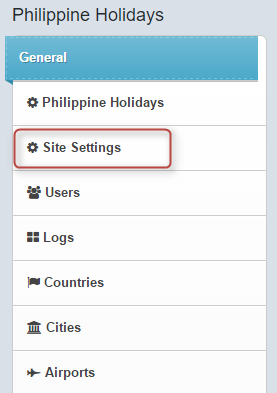 Philippine Holidays
General
Philippine Holidays
Site Settings
Users
Logs
Countries
Cities
Airports